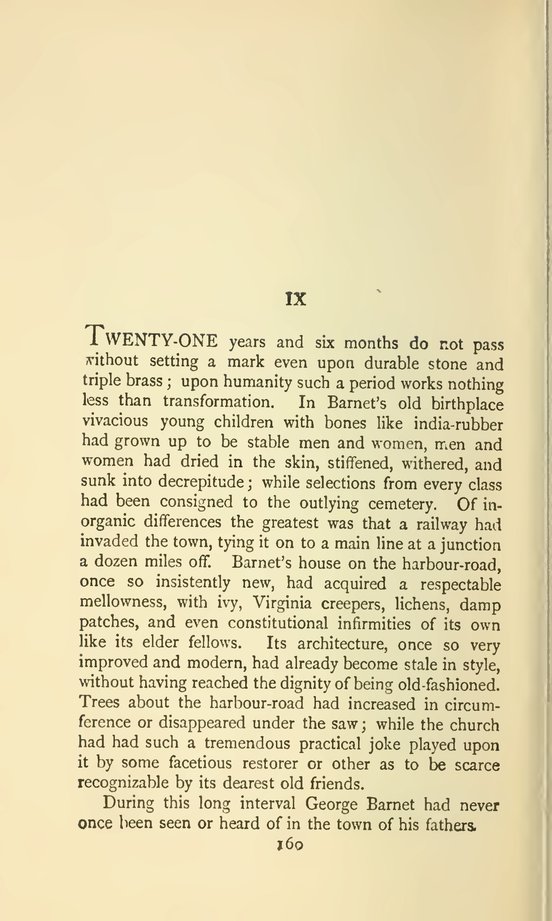 IX
TWENTY-ONE years and six months do not pass
without setting a mark even upon durable stone and
triple brass; upon humanity such a period works nothing
less than transformation. In Barnet's old birthplace
vivacious young children with bones like india-rubber
had grown up to be stable men and women, men and
women had dried in the skin, stiffened, withered, and
sunk into decrepitude; while selections from every class
had been consigned to the outlying cemetery. Of in-
organic differences the greatest was that a railway had
invaded the town, tying it on to a main line at a junction
a dozen miles off. Barnet's house on the harbour-road,
once so insistently new, had acquired a respectable
mellowness, with ivy, Virginia creepers, lichens, damp
patches, and even constitutional infirmities of its own
like its elder fellows. Its architecture, once so very
improved and modern, had already become stale in style,
without having reached the dignity of being old-fashioned.
Trees about the harbour-road had increased in circum-
ference or disappeared under the saw; while the church
had had such a tremendous practical joke played upon
it by some facetious restorer or other as to be scarce
recognizable by its dearest old friends.
During this long interval George Barnet had never
once been seen or heard of in the town of his fathers.
160